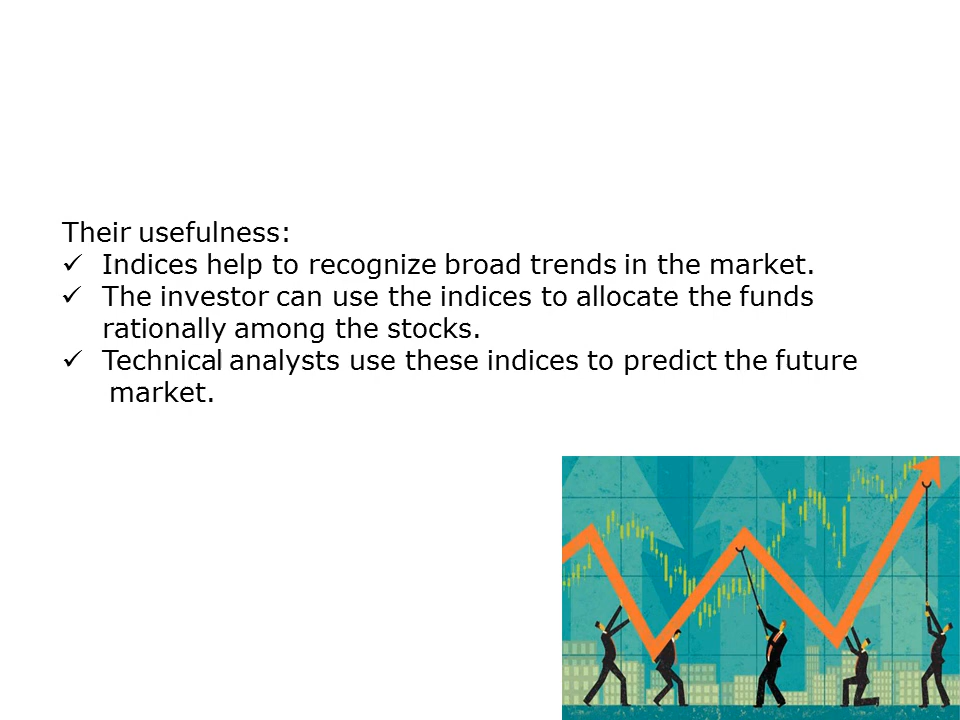 Their usefulness:
✓ Indices help to recognize broad trends in the market.
✓ The investor can use the indices to allocate the funds
rationally among the stocks.
✓ Technical analysts use these indices to predict the future
market.